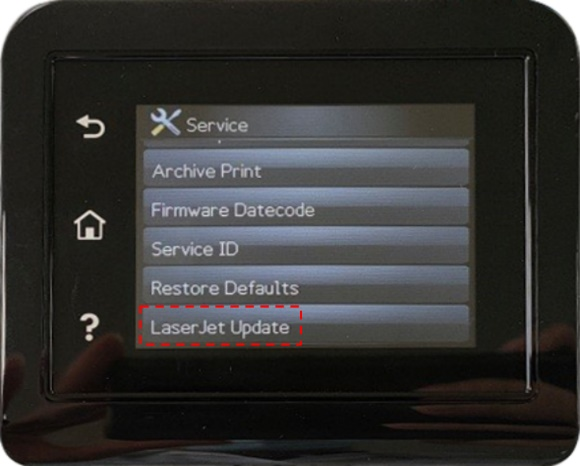 Service
Archive Print
Firmware Datecode
Service ID
Restore Defaults
LaserJet Update
?